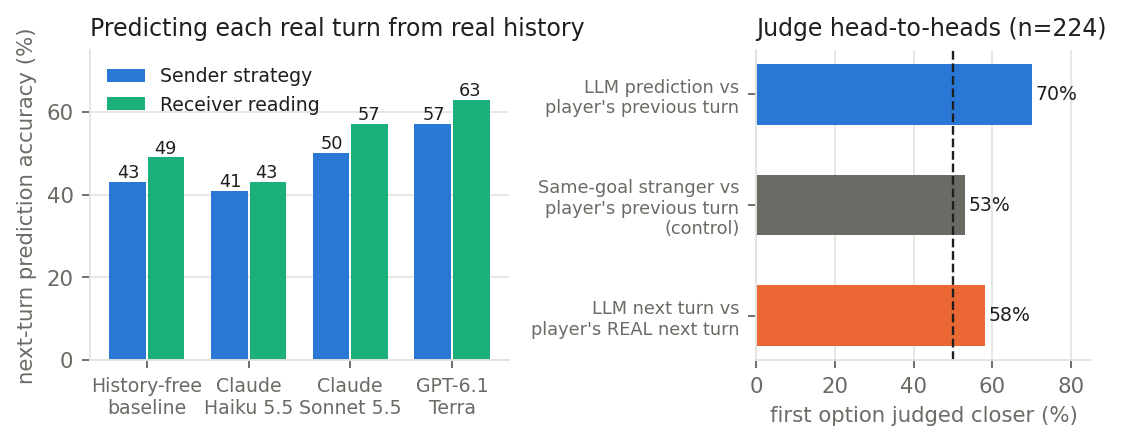 Predicting each real turn from real history
next-turn prediction accuracy (%)
0
20
40
60
Sender strategy
Receiver reading
43
49
41
43
50
57
57
63
History-free
baseline
Claude
Haiku 5.5
Claude
Sonnet 5.5
GPT-6.1
Terra
Judge head-to-heads (n=224)
LLM prediction vs
player's previous turn
70%
Same-goal stranger vs
player's previous turn
(control)
53%
LLM next turn vs
player's REAL next turn
58%
0
20
40
60
80
first option judged closer (%)